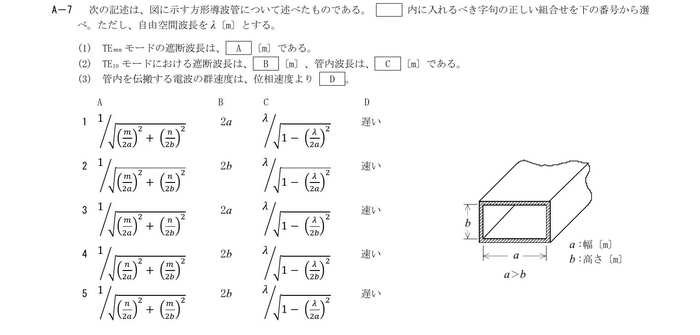 A－7　次の記述は、図に示す方形導波管について述べたものである。□内に入れるべき字句の正しい組合せを下の番号から選
べ。ただし、自由空間波長をλ〔m〕とする。
(1) TEmn モードの遮断波長は、 A 〔m〕である。
(2) TE10 モードにおける遮断波長は、 B 〔m〕、管内波長は、 C 〔m〕である。
(3) 管内を伝搬する電波の群速度は、位相速度より D 。
A B C D
1 1/√((m/2a)²＋(n/2b)²) 2a λ/√(1－(λ/2a)²) 遅い
2 1/√((m/2a)²＋(n/2b)²) 2b λ/√(1－(λ/2a)²) 速い
3 1/√((m/2a)²＋(n/2b)²) 2a λ/√(1－(λ/2b)²) 速い
4 1/√((n/2a)²＋(m/2b)²) 2b λ/√(1－(λ/2b)²) 速い
5 1/√((n/2a)²＋(m/2b)²) 2b λ/√(1－(λ/2a)²) 遅い
b
a
a＞b
a：幅〔m〕
b：高さ〔m〕